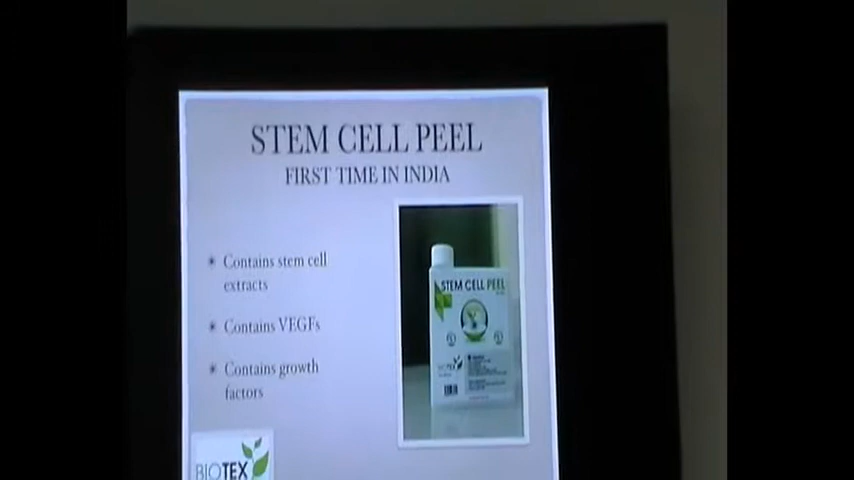 STEM CELL PEEL
FIRST TIME IN INDIA
Contains stem cell
extracts
Contains VEGFs
Contains growth
factors
STEM CELL PEEL
BIOTEX